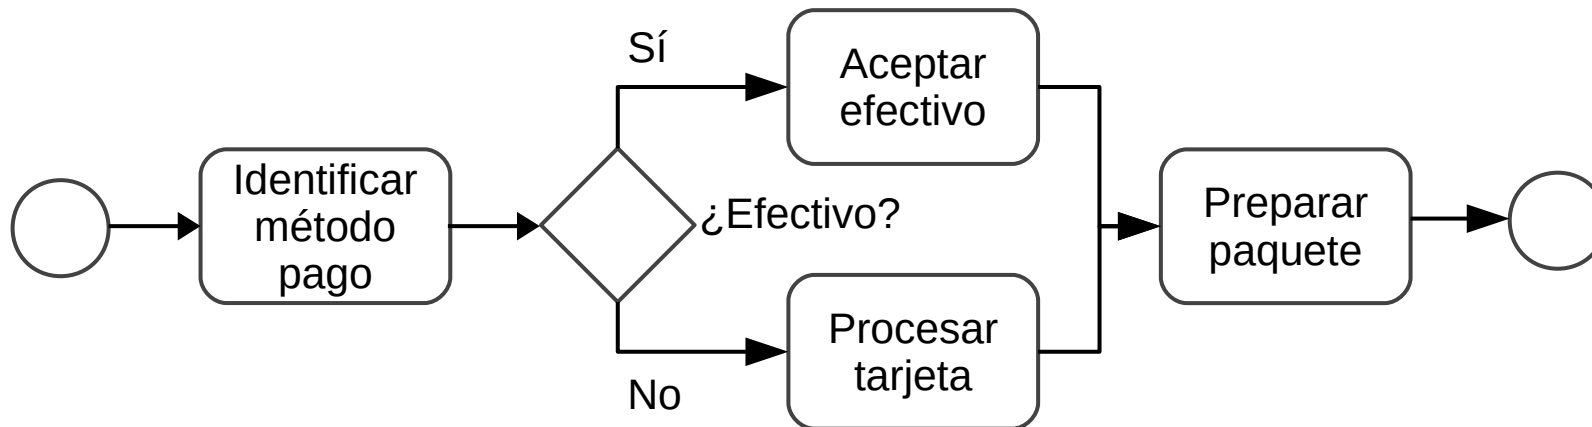 Identificar
método
pago
¿Efectivo?
Sí
Aceptar
efectivo
No
Procesar
tarjeta
Preparar
paquete